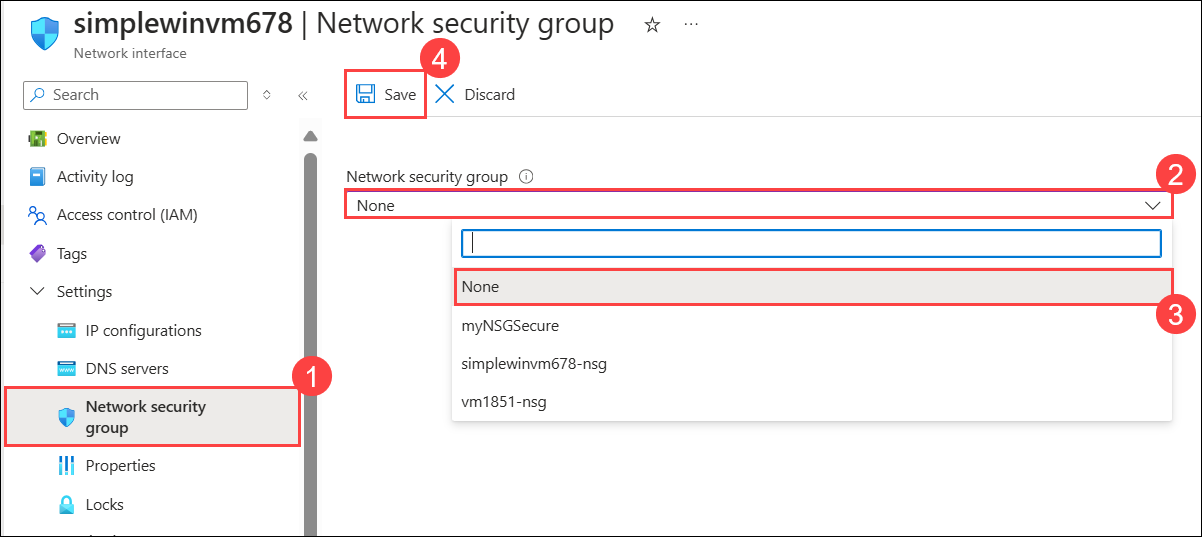 simplewinvm678 | Network security group
Network interface
4
Search
Save
Discard
Overview
Activity log
Access control (IAM)
Tags
Settings
IP configurations
DNS servers
1
Network security
group
Properties
Locks
Network security group
2
None
None
3
myNSGSecure
simplewinvm678-nsg
vm1851-nsg